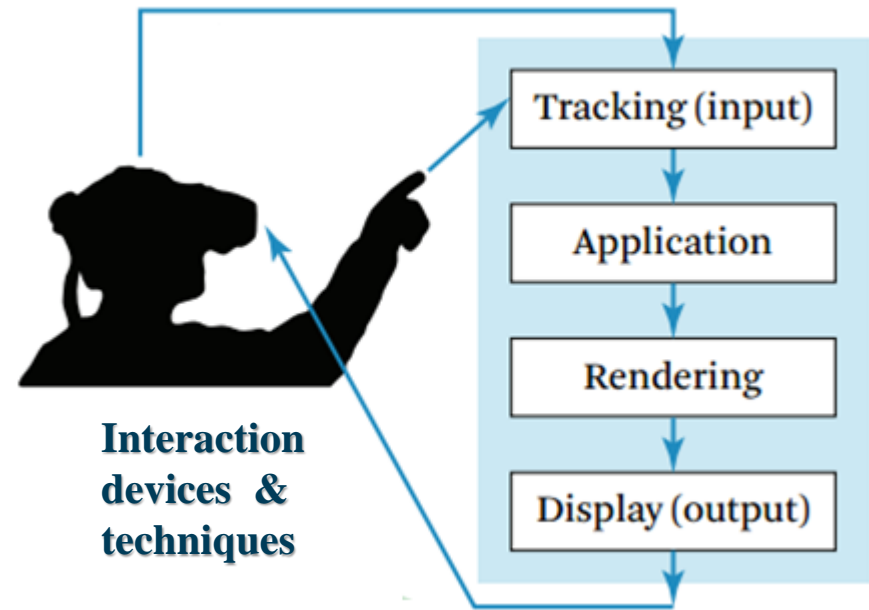 Tracking (input)
Application
Rendering
Display (output)
Interaction
devices & 
techniques